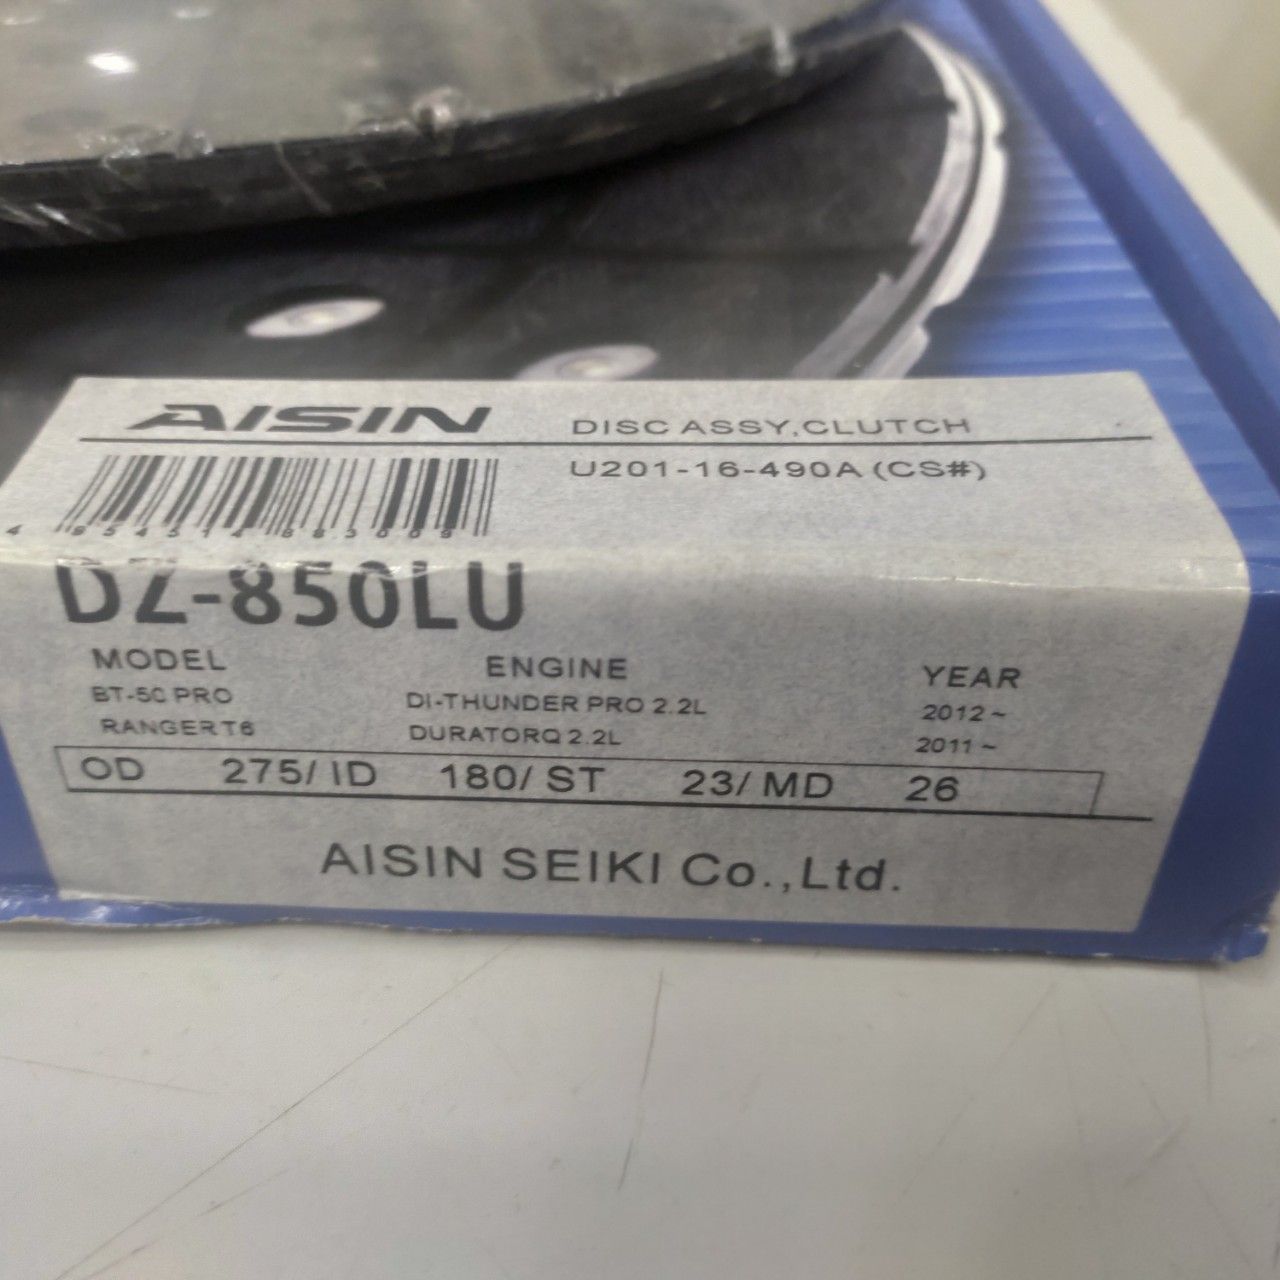 AISIN
DISC ASSY,CLUTCH
U201-16-490A (CS#)
DZ-850LU
MODEL ENGINE YEAR
BT-50 PRO DI-THUNDER PRO 2.2L 2012~
RANGER T6 DURATORQ 2.2L 2011~
OD 275/ ID 180/ ST 23/ MD 26
AISIN SEIKI Co.,Ltd.